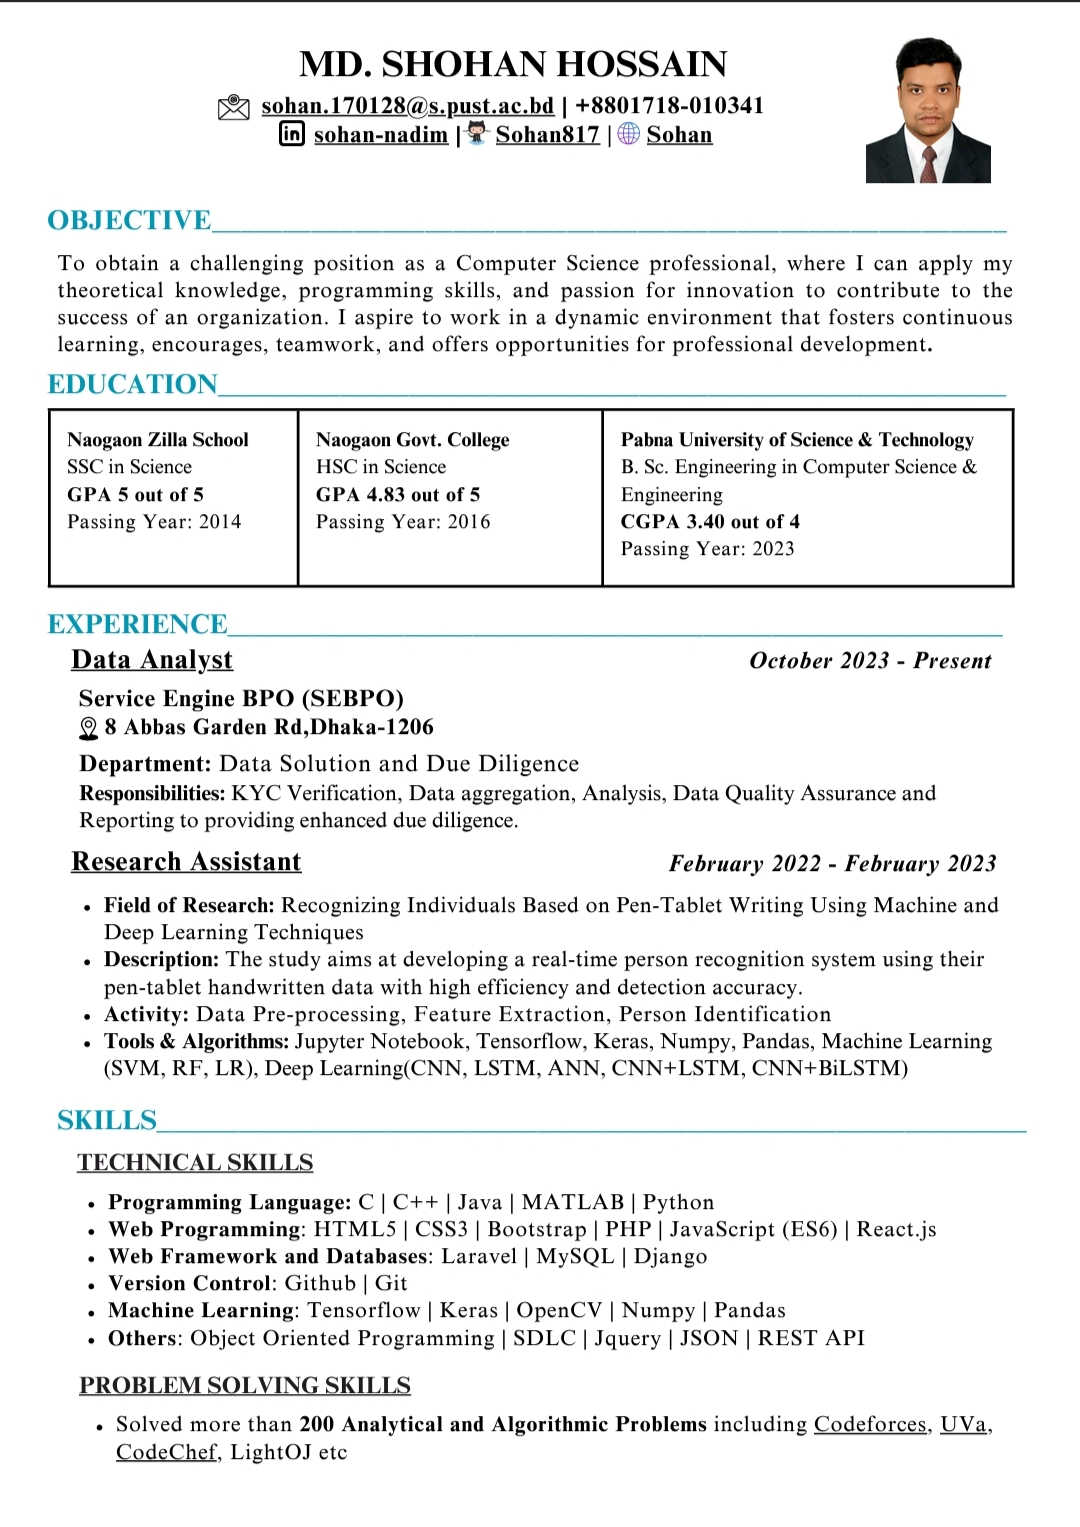 MD. SHOHAN HOSSAIN
sohan.170128@s.pust.ac.bd | +8801718-010341
in sohan-nadim | Sohan817 | Sohan
OBJECTIVE
To obtain a challenging position as a Computer Science professional, where I can apply my
theoretical knowledge, programming skills, and passion for innovation to contribute to the
success of an organization. I aspire to work in a dynamic environment that fosters continuous
learning, encourages, teamwork, and offers opportunities for professional development.
EDUCATION
Naogaon Zilla School
SSC in Science
GPA 5 out of 5
Passing Year: 2014
Naogaon Govt. College
HSC in Science
GPA 4.83 out of 5
Passing Year: 2016
Pabna University of Science & Technology
B. Sc. Engineering in Computer Science &
Engineering
CGPA 3.40 out of 4
Passing Year: 2023
EXPERIENCE
Data Analyst October 2023 - Present
Service Engine BPO (SEBPO)
8 Abbas Garden Rd,Dhaka-1206
Department: Data Solution and Due Diligence
Responsibilities: KYC Verification, Data aggregation, Analysis, Data Quality Assurance and
Reporting to providing enhanced due diligence.
Research Assistant February 2022 - February 2023
• Field of Research: Recognizing Individuals Based on Pen-Tablet Writing Using Machine and
Deep Learning Techniques
• Description: The study aims at developing a real-time person recognition system using their
pen-tablet handwritten data with high efficiency and detection accuracy.
• Activity: Data Pre-processing, Feature Extraction, Person Identification
• Tools & Algorithms: Jupyter Notebook, Tensorflow, Keras, Numpy, Pandas, Machine Learning
(SVM, RF, LR), Deep Learning(CNN, LSTM, ANN, CNN+LSTM, CNN+BiLSTM)
SKILLS
TECHNICAL SKILLS
• Programming Language: C | C++ | Java | MATLAB | Python
• Web Programming: HTML5 | CSS3 | Bootstrap | PHP | JavaScript (ES6) | React.js
• Web Framework and Databases: Laravel | MySQL | Django
• Version Control: Github | Git
• Machine Learning: Tensorflow | Keras | OpenCV | Numpy | Pandas
• Others: Object Oriented Programming | SDLC | Jquery | JSON | REST API
PROBLEM SOLVING SKILLS
• Solved more than 200 Analytical and Algorithmic Problems including Codeforces, UVa,
CodeChef, LightOJ etc